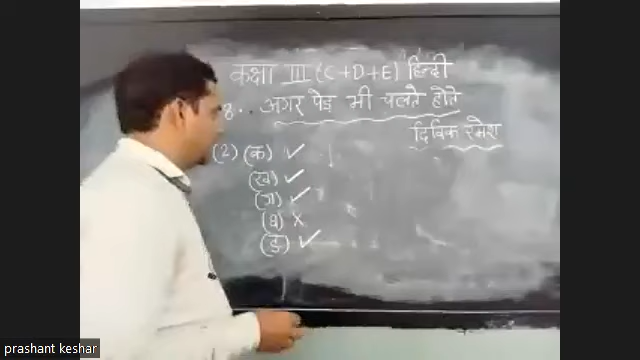 कक्षा III (C+D+E) हिन्दी
8. अगर पेड़ भी चलते होते
दिविक रमेश
(2) (क) ✓
(ख) ✓
(ग) ✓
(घ) ×
(ङ) ✓
prashant keshar